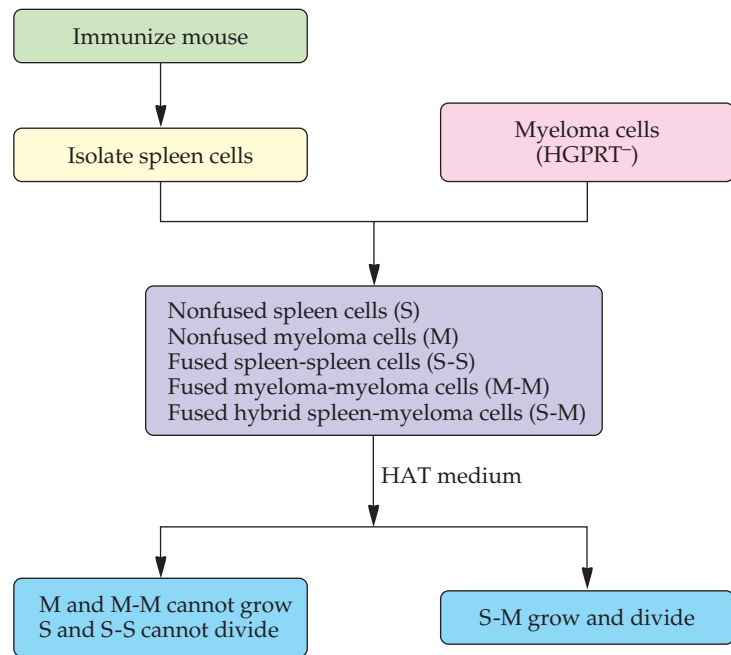 Immunize mouse
Isolate spleen cells
Myeloma cells
(HGPRT⁻)
Nonfused spleen cells (S)
Nonfused myeloma cells (M)
Fused spleen-spleen cells (S-S)
Fused myeloma-myeloma cells (M-M)
Fused hybrid spleen-myeloma cells (S-M)
HAT medium
M and M-M cannot grow
S and S-S cannot divide
S-M grow and divide